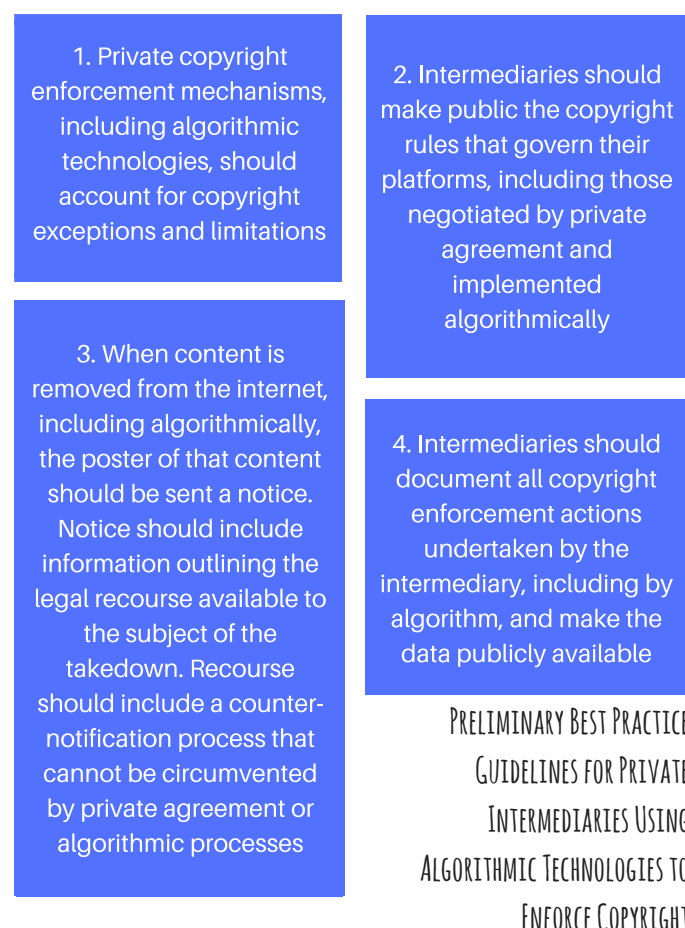 1. Private copyright
enforcement mechanisms,
including algorithmic
technologies, should
account for copyright
exceptions and limitations
2. Intermediaries should
make public the copyright
rules that govern their
platforms, including those
negotiated by private
agreement and
implemented
algorithmically
3. When content is
removed from the internet,
including algorithmically,
the poster of that content
should be sent a notice.
Notice should include
information outlining the
legal recourse available to
the subject of the
takedown. Recourse
should include a counter-
notification process that
cannot be circumvented
by private agreement or
algorithmic processes
4. Intermediaries should
document all copyright
enforcement actions
undertaken by the
intermediary, including by
algorithm, and make the
data publicly available
Preliminary Best Practice
Guidelines for Private
Intermediaries Using
Algorithmic Technologies to
Enforce Copyright